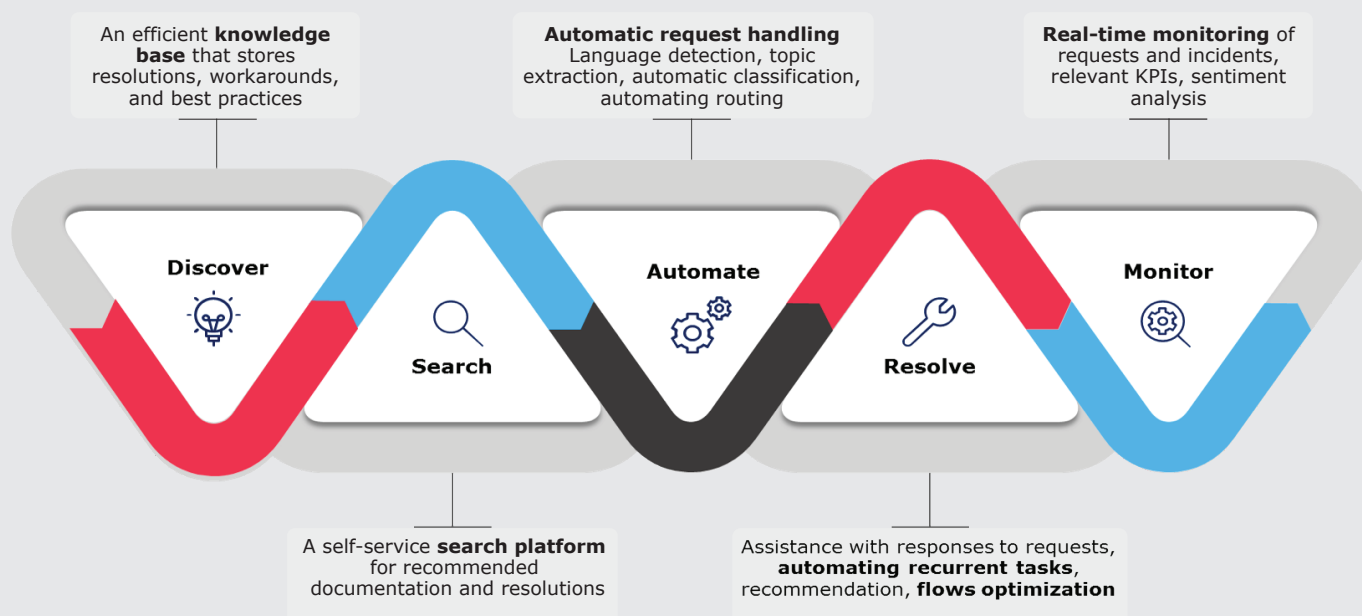 An efficient knowledge
base that stores
resolutions, workarounds,
and best practices
Automatic request handling
Language detection, topic
extraction, automatic classification,
automating routing
Real-time monitoring of
requests and incidents,
relevant KPIs, sentiment
analysis
Discover
Search
Automate
Resolve
Monitor
A self-service search platform
for recommended
documentation and resolutions
Assistance with responses to requests,
automating recurrent tasks,
recommendation, flows optimization